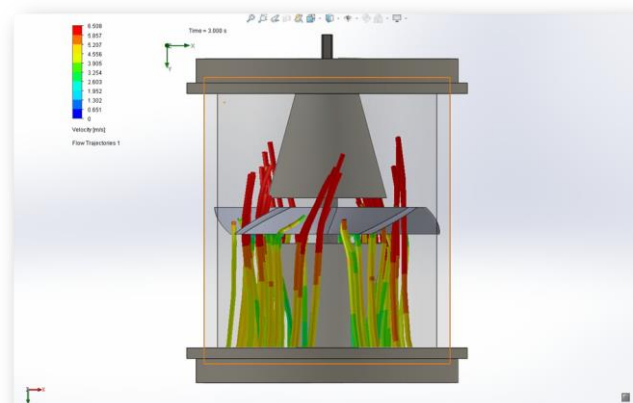 6.508
5.857
5.207
4.556
3.905
3.254
2.603
1.952
1.302
0.651
0
Velocity [m/s]
Flow Trajectories 1
Time = 3.000 s
X
Y